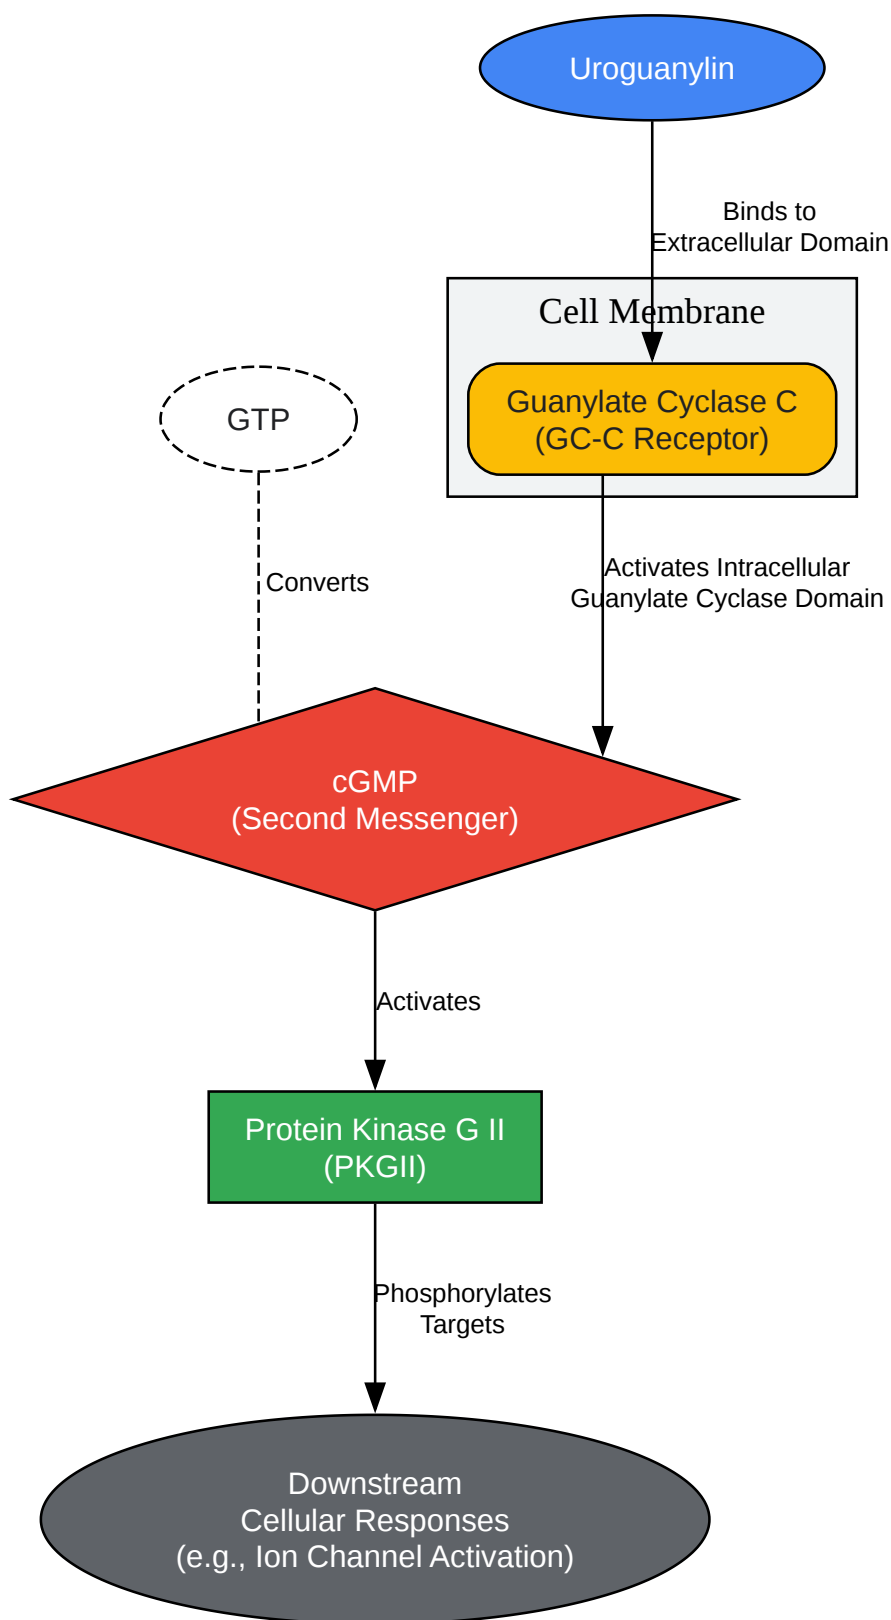 Uroguanylin
Binds to
Extracellular Domain
Cell Membrane
Guanylate Cyclase C
(GC-C Receptor)
GTP
Converts
Activates Intracellular
Guanylate Cyclase Domain
cGMP
(Second Messenger)
Activates
Protein Kinase G II
(PKGII)
Phosphorylates
Targets
Downstream
Cellular Responses
(e.g., Ion Channel Activation)